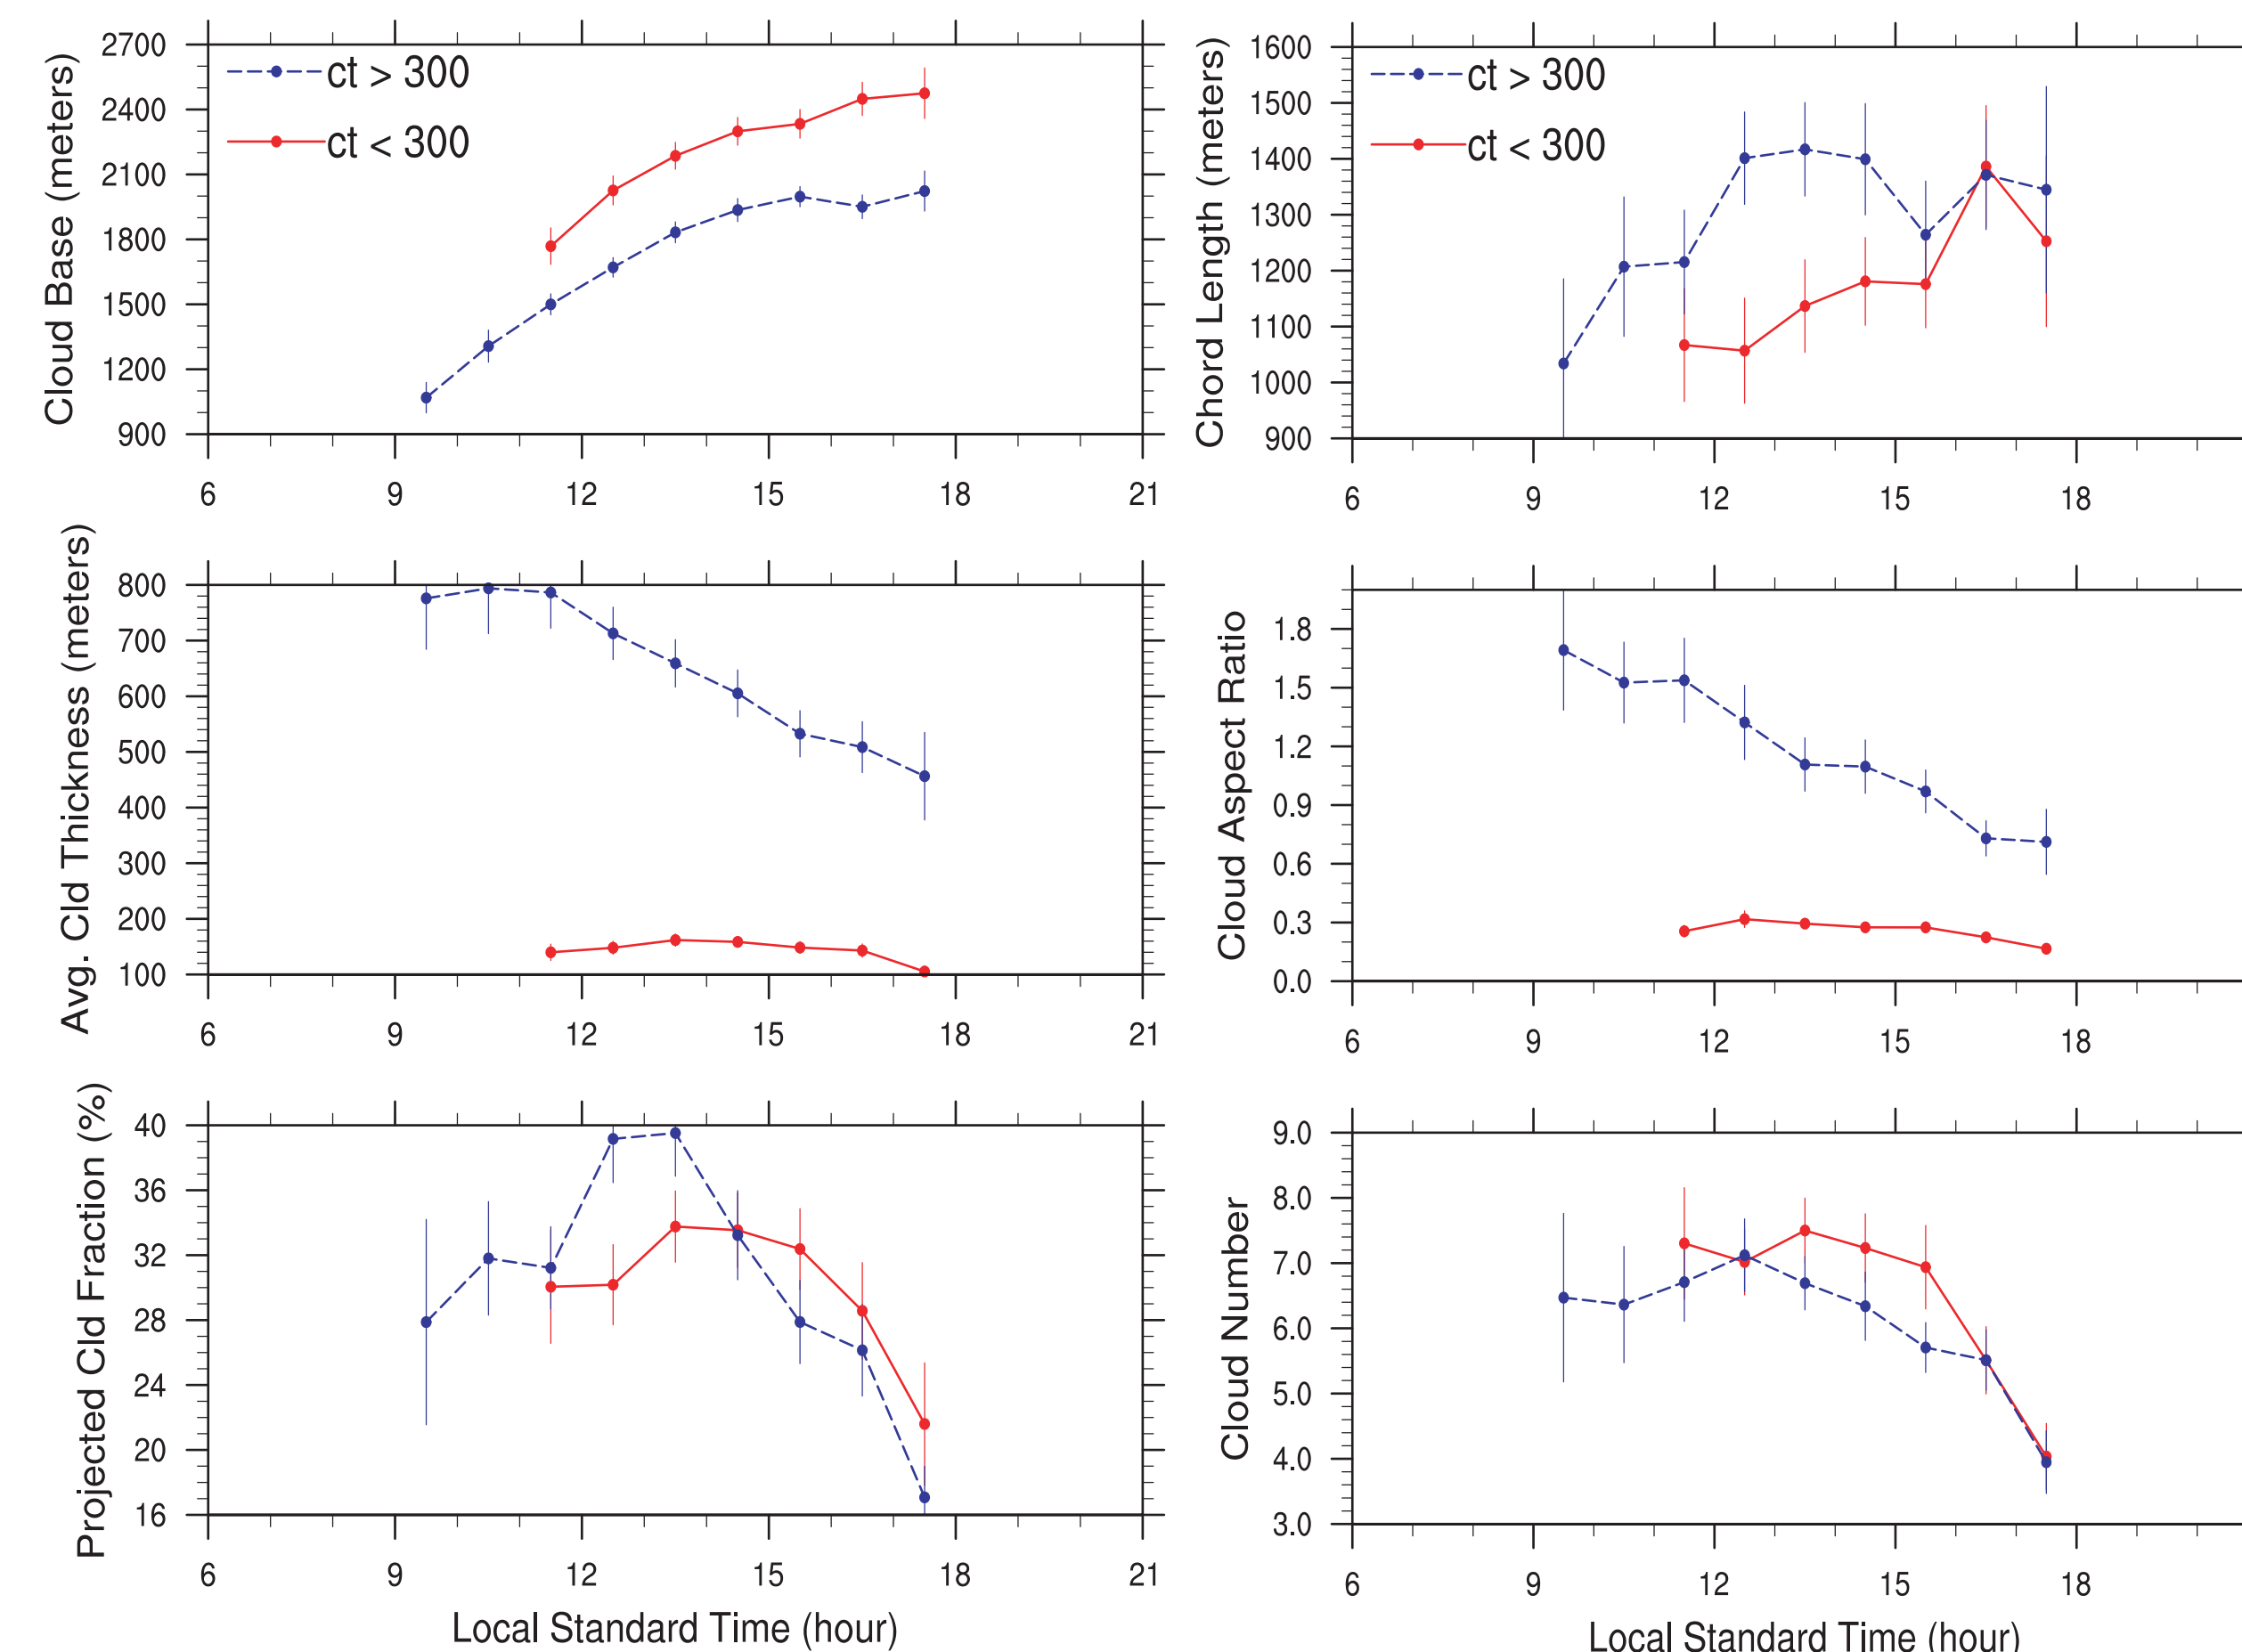 Cloud Base (meters)
2700
2400
2100
1800
1500
1200
900
ct > 300
ct < 300
6 9 12 15 18 21
Chord Length (meters)
1600
1500
1400
1300
1200
1100
1000
900
ct > 300
ct < 300
6 9 12 15 18
Avg. Cld Thickness (meters)
800
700
600
500
400
300
200
100
6 9 12 15 18 21
Cloud Aspect Ratio
1.8
1.5
1.2
0.9
0.6
0.3
0.0
6 9 12 15 18
Projected Cld Fraction (%)
40
36
32
28
24
20
16
6 9 12 15 18 21
Local Standard Time (hour)
Cloud Number
9.0
8.0
7.0
6.0
5.0
4.0
3.0
6 9 12 15 18
Local Standard Time (hour)